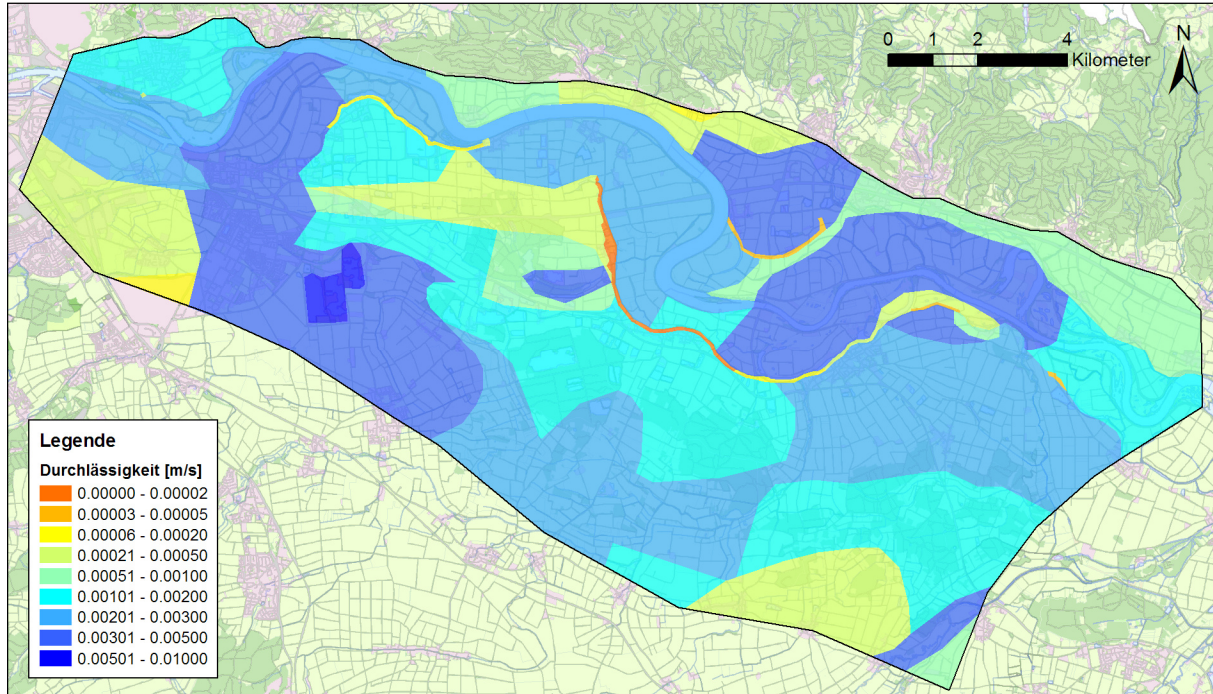 0 1 2 4
Kilometer
N
Legende
Durchlässigkeit [m/s]
0.00000 - 0.00002
0.00003 - 0.00005
0.00006 - 0.00020
0.00021 - 0.00050
0.00051 - 0.00100
0.00101 - 0.00200
0.00201 - 0.00300
0.00301 - 0.00500
0.00501 - 0.01000